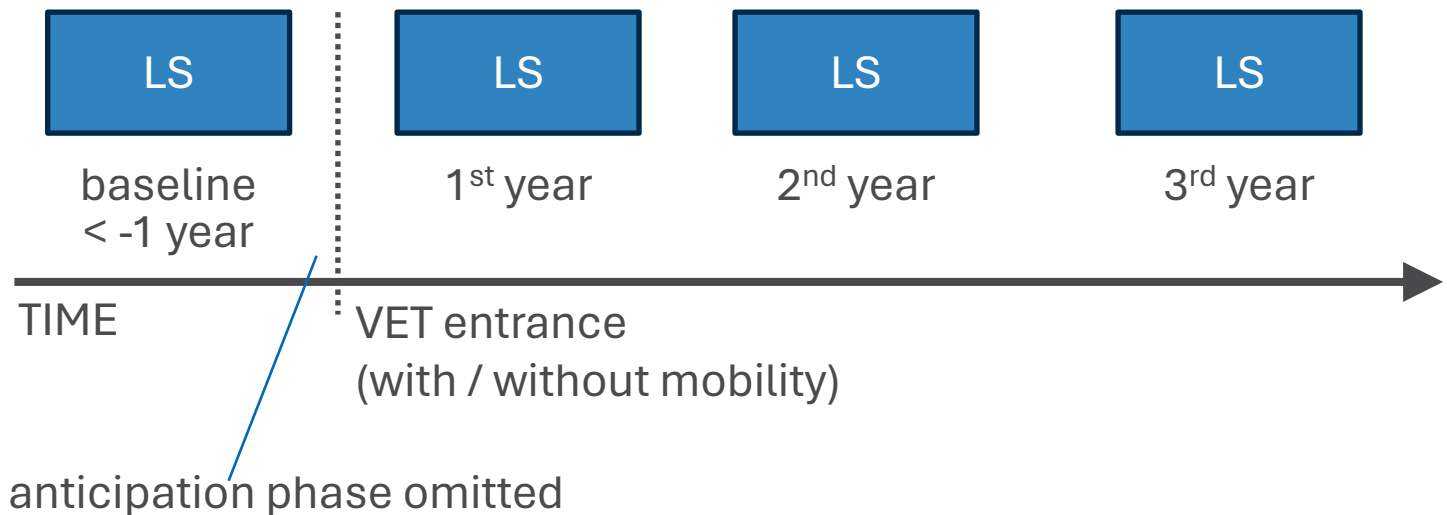 LS
LS
LS
LS
baseline
< -1 year
1st year
2nd year
3rd year
TIME
VET entrance
(with / without mobility)
anticipation phase omitted